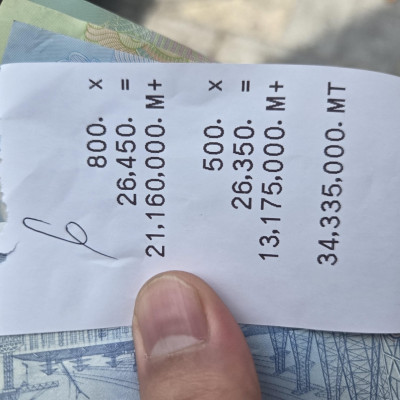 800. ×
26,450. =
21,160,000. M+
500. ×
26,350. =
13,175,000. M+
34,335,000. MT